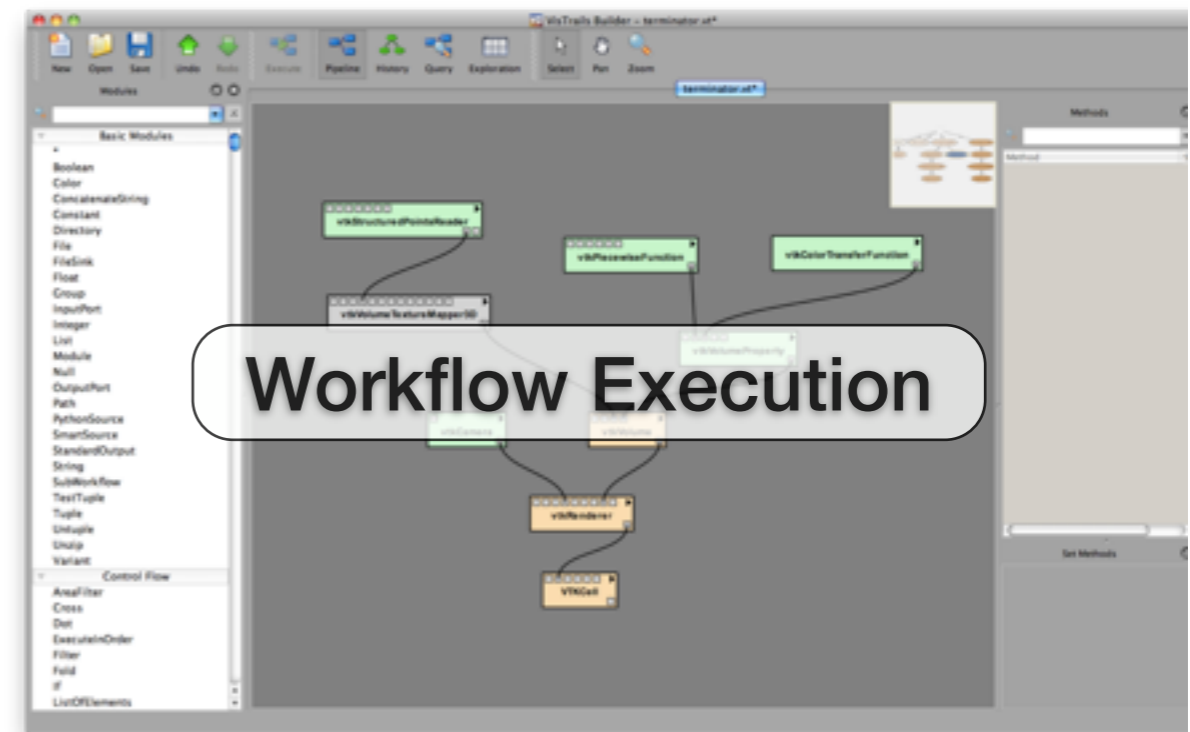 VisTrails Builder - terminator.vt*
New Open Save Undo Redo Execute Pipeline History Query Exploration Select Pan Zoom
Modules
terminator.vt*
Methods
Basic Modules
Method
Boolean
Color
ConcatenateString
Constant
Directory
File
FileSink
Float
Group
InputPort
Integer
List
Module
Null
OutputPort
Path
PythonSource
SmartSource
StandardOutput
String
SubWorkflow
TestTuple
Tuple
Untuple
Unzip
Variant
Control Flow
AreaFilter
Cross
Dot
ExecuteInOrder
Filter
Fold
If
ListOfElements
vtkStructuredPointsReader
vtkPiecewiseFunction
vtkColorTransferFunction
vtkVolumeTextureMapper3D
vtkVolumeProperty
Workflow Execution
vtkCamera
vtkVolume
vtkRenderer
VTKCell
Set Methods